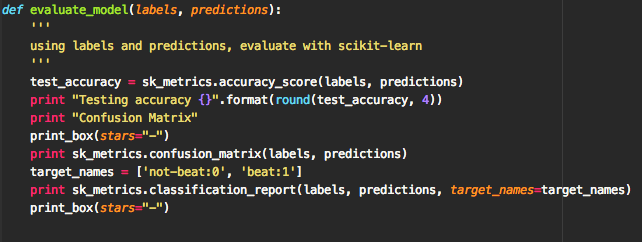 def evaluate_model(labels, predictions):
    '''
    using labels and predictions, evaluate with scikit-learn
    '''
    test_accuracy = sk_metrics.accuracy_score(labels, predictions)
    print "Testing accuracy {}".format(round(test_accuracy, 4))
    print "Confusion Matrix"
    print_box(stars="-")
    print sk_metrics.confusion_matrix(labels, predictions)
    target_names = ['not-beat:0', 'beat:1']
    print sk_metrics.classification_report(labels, predictions, target_names=target_names)
    print_box(stars="-")